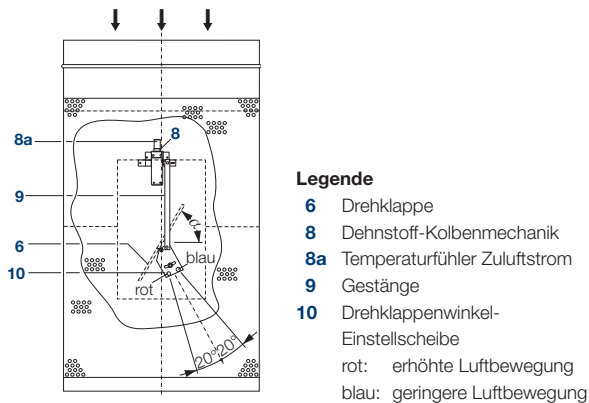 8a
8
9
α
6
blau
10
rot
20°
20°
Legende
6 Drehklappe
8 Dehnstoff-Kolbenmechanik
8a Temperaturfühler Zuluftstrom
9 Gestänge
10 Drehklappenwinkel-
Einstellscheibe
rot: erhöhte Luftbewegung
blau: geringere Luftbewegung